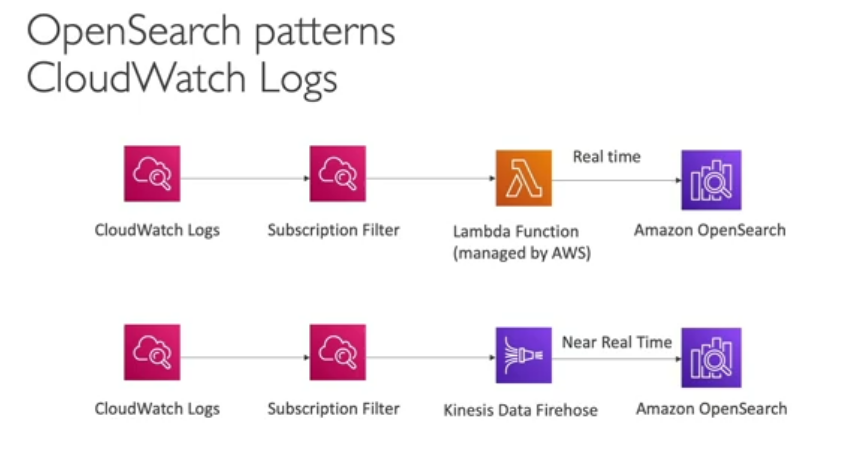 OpenSearch patterns
CloudWatch Logs
Real time
CloudWatch Logs
Subscription Filter
Lambda Function
(managed by AWS)
Amazon OpenSearch
Near Real Time
CloudWatch Logs
Subscription Filter
Kinesis Data Firehose
Amazon OpenSearch